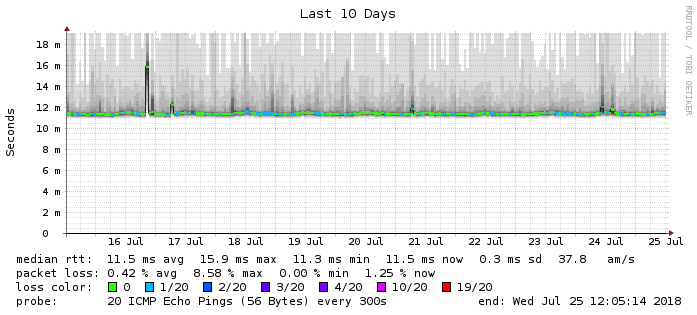 Last 10 Days
RRDTOOL / TOBI OETIKER
Seconds
18 m
16 m
14 m
12 m
10 m
8 m
6 m
4 m
2 m
0
16 Jul 17 Jul 18 Jul 19 Jul 20 Jul 21 Jul 22 Jul 23 Jul 24 Jul 25 Jul
median rtt: 11.5 ms avg 15.9 ms max 11.3 ms min 11.5 ms now 0.3 ms sd 37.8 am/s
packet loss: 0.42 % avg 8.58 % max 0.00 % min 1.25 % now
loss color: 0 1/20 2/20 3/20 4/20 10/20 19/20
probe: 20 ICMP Echo Pings (56 Bytes) every 300s end: Wed Jul 25 12:05:14 2018